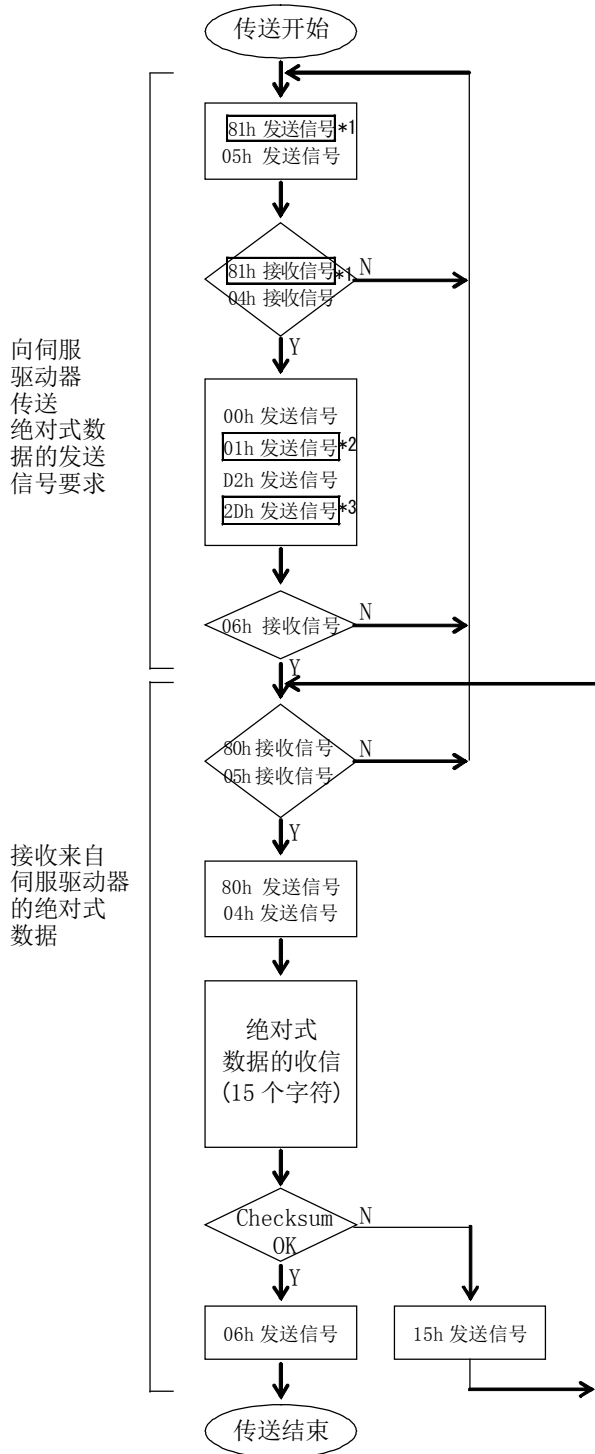 传送开始
81h 发送信号*1
05h 发送信号
81h 接收信号*1
N
04h 接收信号
Y
向伺服
驱动器
传送
绝对式数
据的发送
信号要求
00h 发送信号
01h 发送信号*2
D2h 发送信号
2Dh 发送信号*3
06h 接收信号
N
Y
80h 接收信号
N
05h 接收信号
Y
接收来自
伺服驱动器
的绝对式
数据
80h 发送信号
04h 发送信号
绝对式
数据的收信
(15 个字符)
Checksum
N
OK
Y
06h 发送信号
15h 发送信号
传送结束